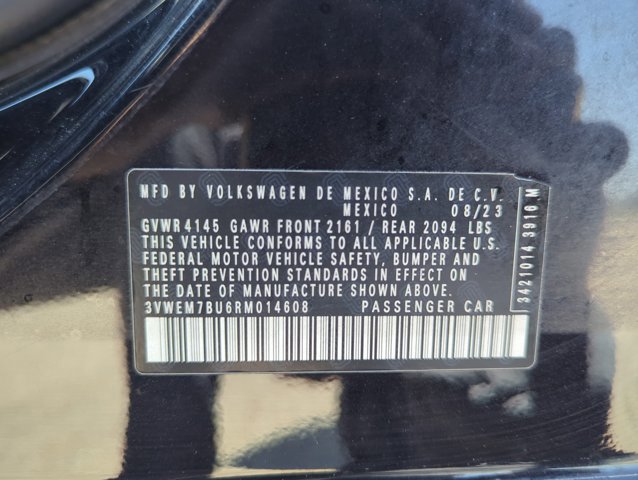 MFD BY VOLKSWAGEN DE MEXICO S.A. DE C.V.
MEXICO 08/23
GVWR 4145 GAWR FRONT 2161 / REAR 2094 LBS
THIS VEHICLE CONFORMS TO ALL APPLICABLE U.S.
FEDERAL MOTOR VEHICLE SAFETY, BUMPER AND
THEFT PREVENTION STANDARDS IN EFFECT ON
THE DATE OF MANUFACTURE SHOWN ABOVE.
3VWEM7BU6RM014608 PASSENGER CAR
3421014 3916 M